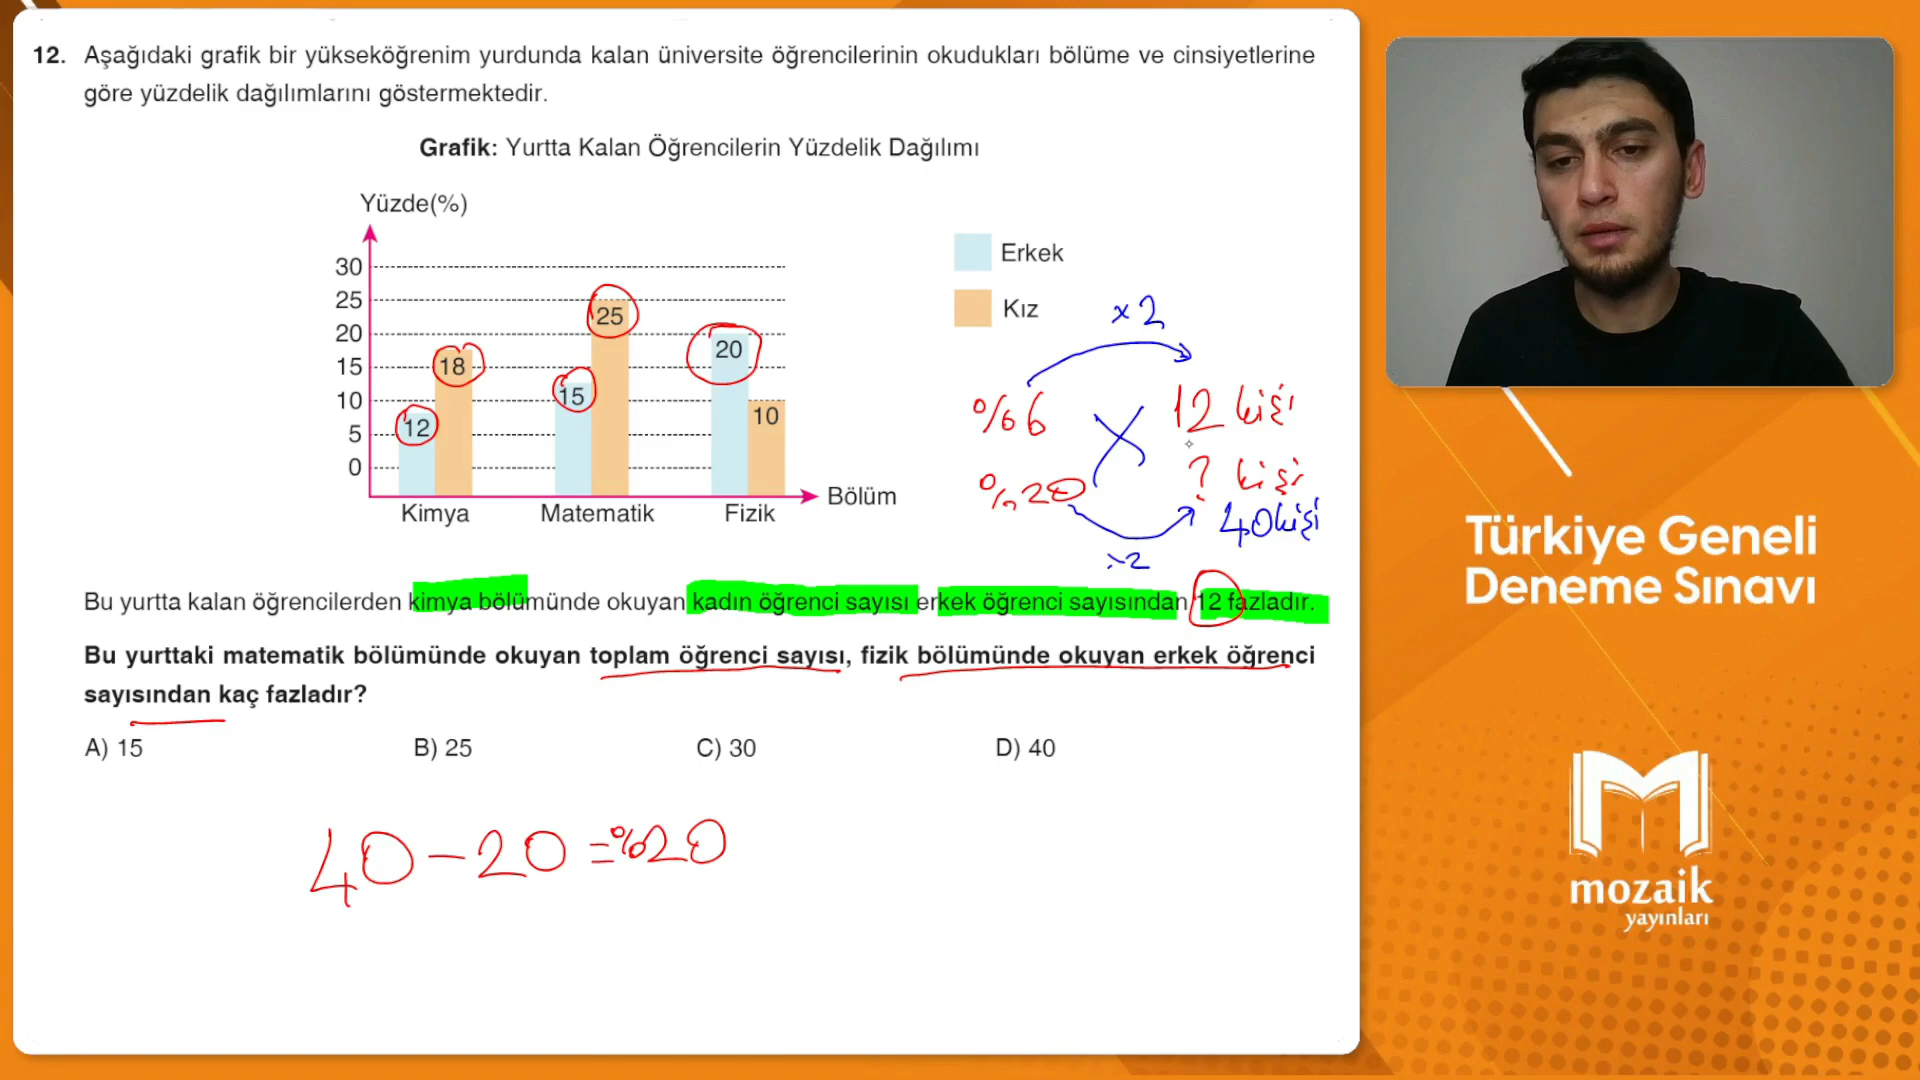 12. Aşağıdaki grafik bir yükseköğrenim yurdunda kalan üniversite öğrencilerinin okudukları bölüme ve cinsiyetlerine
göre yüzdelik dağılımlarını göstermektedir.
Grafik: Yurtta Kalan Öğrencilerin Yüzdelik Dağılımı
Yüzde(%)
30
25
20
15
10
5
0
12
18
15
25
20
10
Kimya
Matematik
Fizik
Bölüm
Erkek
Kız
x2
%6 12 kişi
%20 ? kişi
40 kişi
x2
Bu yurtta kalan öğrencilerden kimya bölümünde okuyan kadın öğrenci sayısı erkek öğrenci sayısından 12 fazladır.
Bu yurttaki matematik bölümünde okuyan toplam öğrenci sayısı, fizik bölümünde okuyan erkek öğrenci
sayısından kaç fazladır?
A) 15
B) 25
C) 30
D) 40
40-20=%20
Türkiye Geneli
Deneme Sınavı
mozaik
yayınları